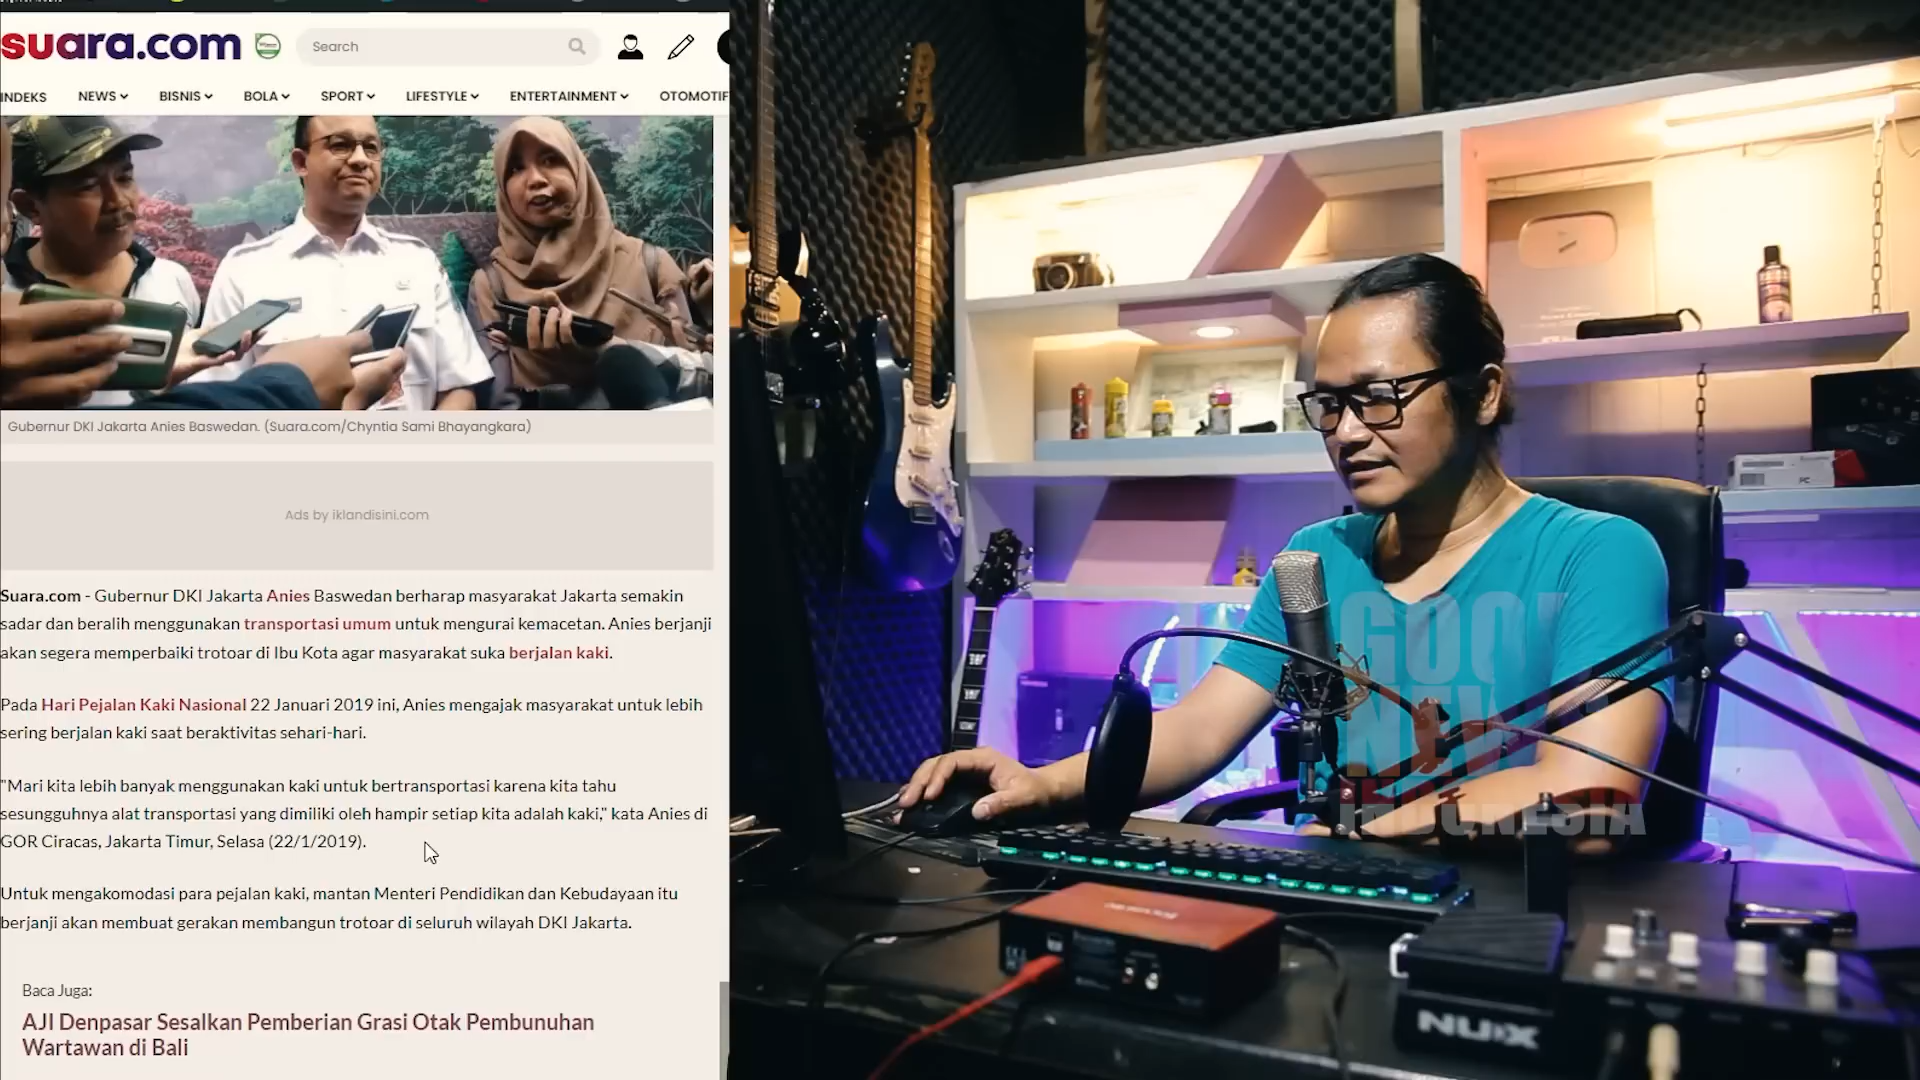 suara.com
Search
INDEKS NEWS BISNIS BOLA SPORT LIFESTYLE ENTERTAINMENT OTOMOTIF
Gubernur DKI Jakarta Anies Baswedan. (Suara.com/Chyntia Sami Bhayangkara)
Ads by iklandisini.com
Suara.com - Gubernur DKI Jakarta Anies Baswedan berharap masyarakat Jakarta semakin
sadar dan beralih menggunakan transportasi umum untuk mengurai kemacetan. Anies berjanji
akan segera memperbaiki trotoar di Ibu Kota agar masyarakat suka berjalan kaki.
Pada Hari Pejalan Kaki Nasional 22 Januari 2019 ini, Anies mengajak masyarakat untuk lebih
sering berjalan kaki saat beraktivitas sehari-hari.
"Mari kita lebih banyak menggunakan kaki untuk bertransportasi karena kita tahu
sesungguhnya alat transportasi yang dimiliki oleh hampir setiap kita adalah kaki," kata Anies di
GOR Ciracas, Jakarta Timur, Selasa (22/1/2019).
Untuk mengakomodasi para pejalan kaki, mantan Menteri Pendidikan dan Kebudayaan itu
berjanji akan membuat gerakan membangun trotoar di seluruh wilayah DKI Jakarta.
Baca Juga:
AJI Denpasar Sesalkan Pemberian Grasi Otak Pembunuhan
Wartawan di Bali
INDONESIA
PC
NUX